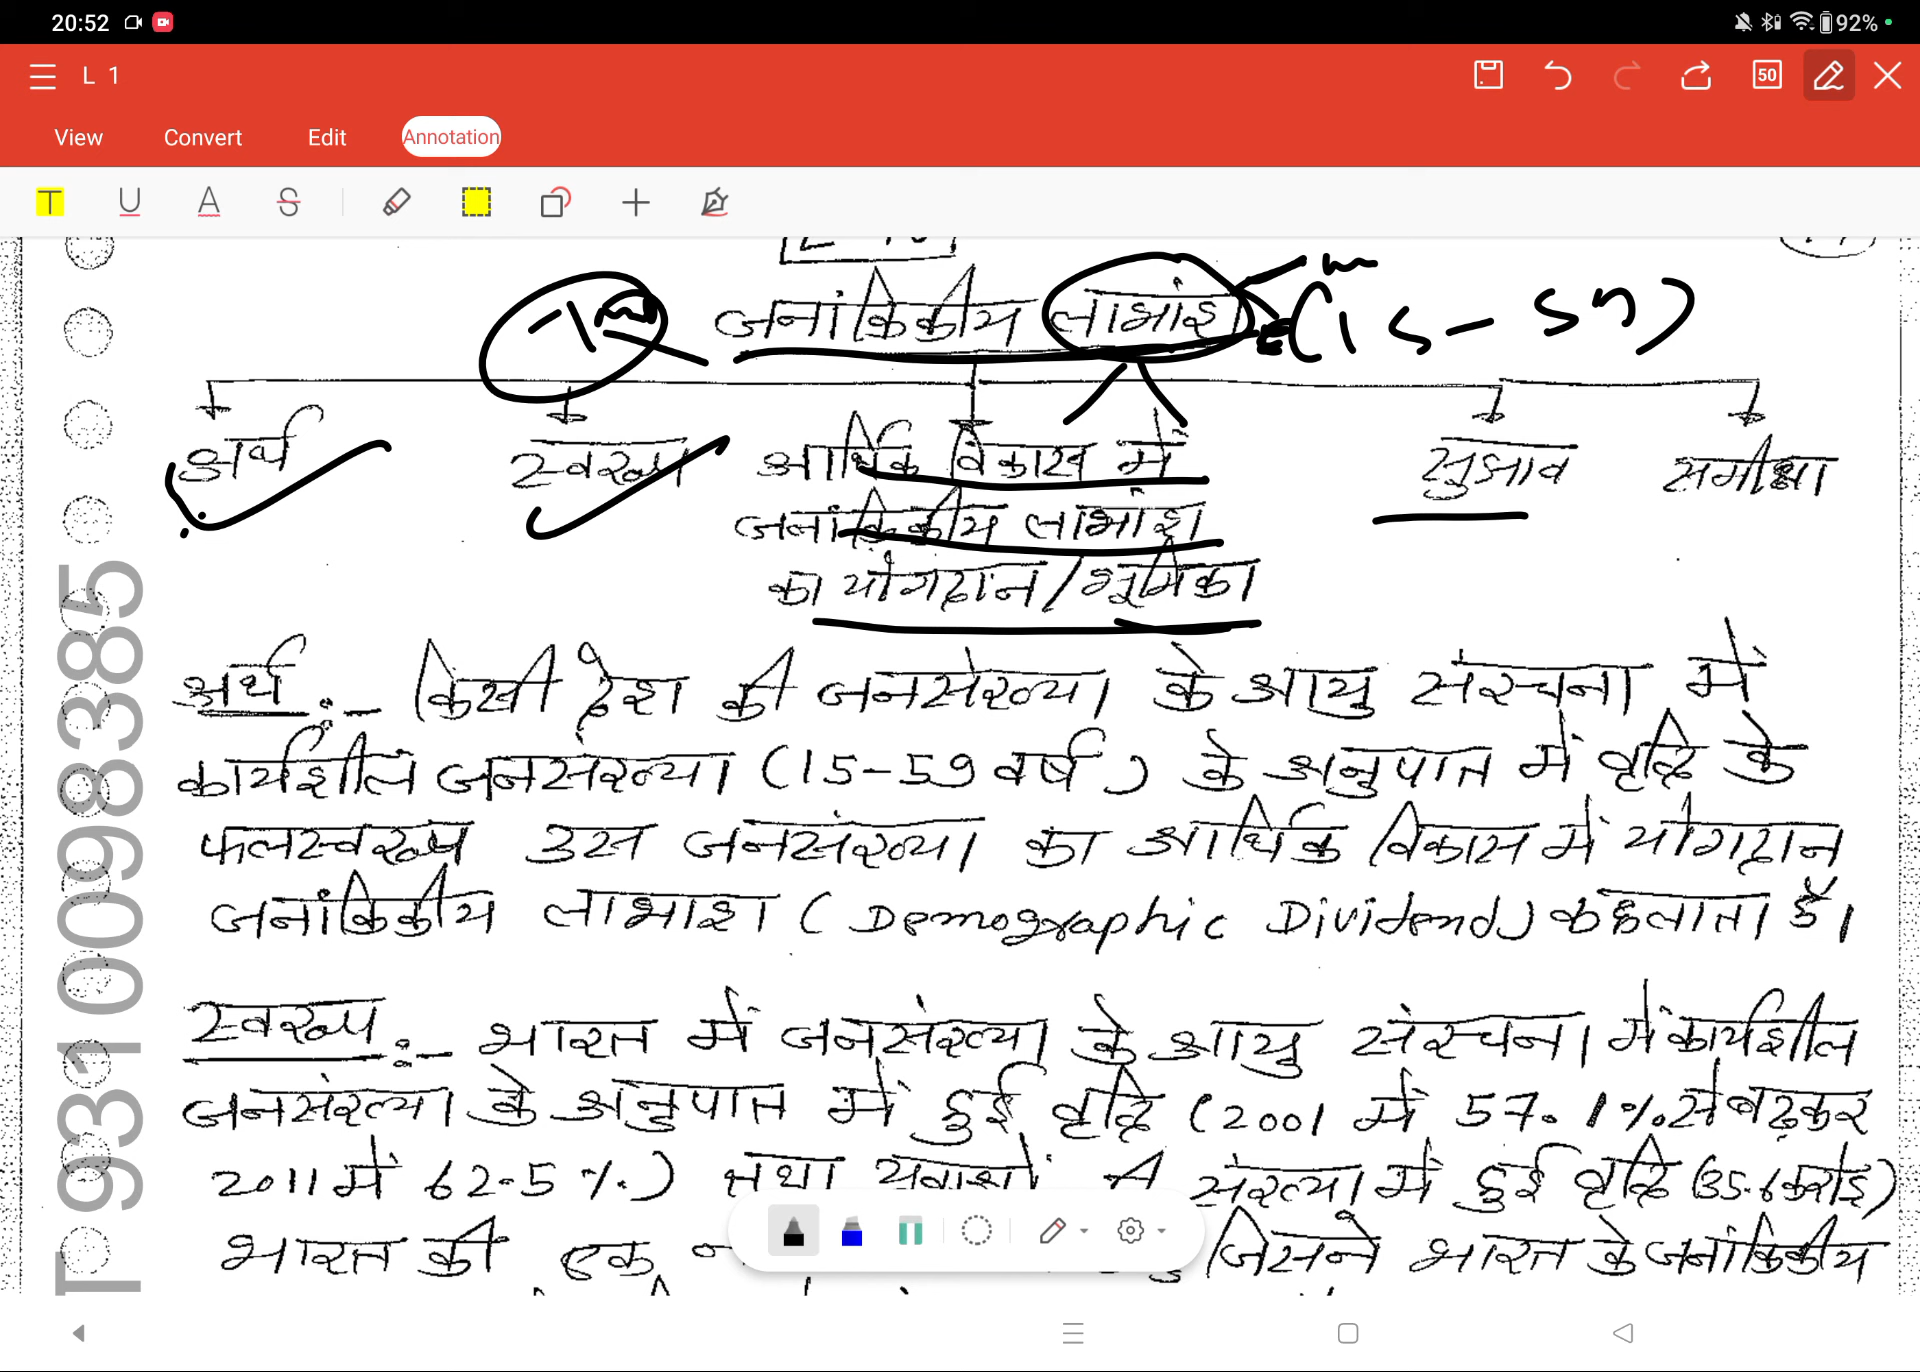 20:52 92%
L 1 50
View Convert Edit Annotation
T U A S
जनांकिकीय लाभांश
अर्थ स्वरूप आर्थिक विकास में सुझाव समीक्षा
जनांकिकीय लाभांश
का योगदान/भूमिका
अर्थ :- किसी देश की जनसंख्या के आयु संरचना में
कार्यशील जनसंख्या (15-59 वर्ष) के अनुपात में वृद्धि के
फलस्वरूप उस जनसंख्या का आर्थिक विकास में योगदान
जनांकिकीय लाभांश (Demographic Dividend) कहलाता है।
स्वरूप :- भारत में जनसंख्या के आयु संरचना में कार्यशील
जनसंख्या के अनुपात में हुई वृद्धि (2001 में 57.1% से बढ़कर
2011 में 62.5%) तथा युवाओं की संख्या में हुई वृद्धि (35.6 करोड़)
भारत की एक जिसने भारत के जनांकिकीय
T 9310098385